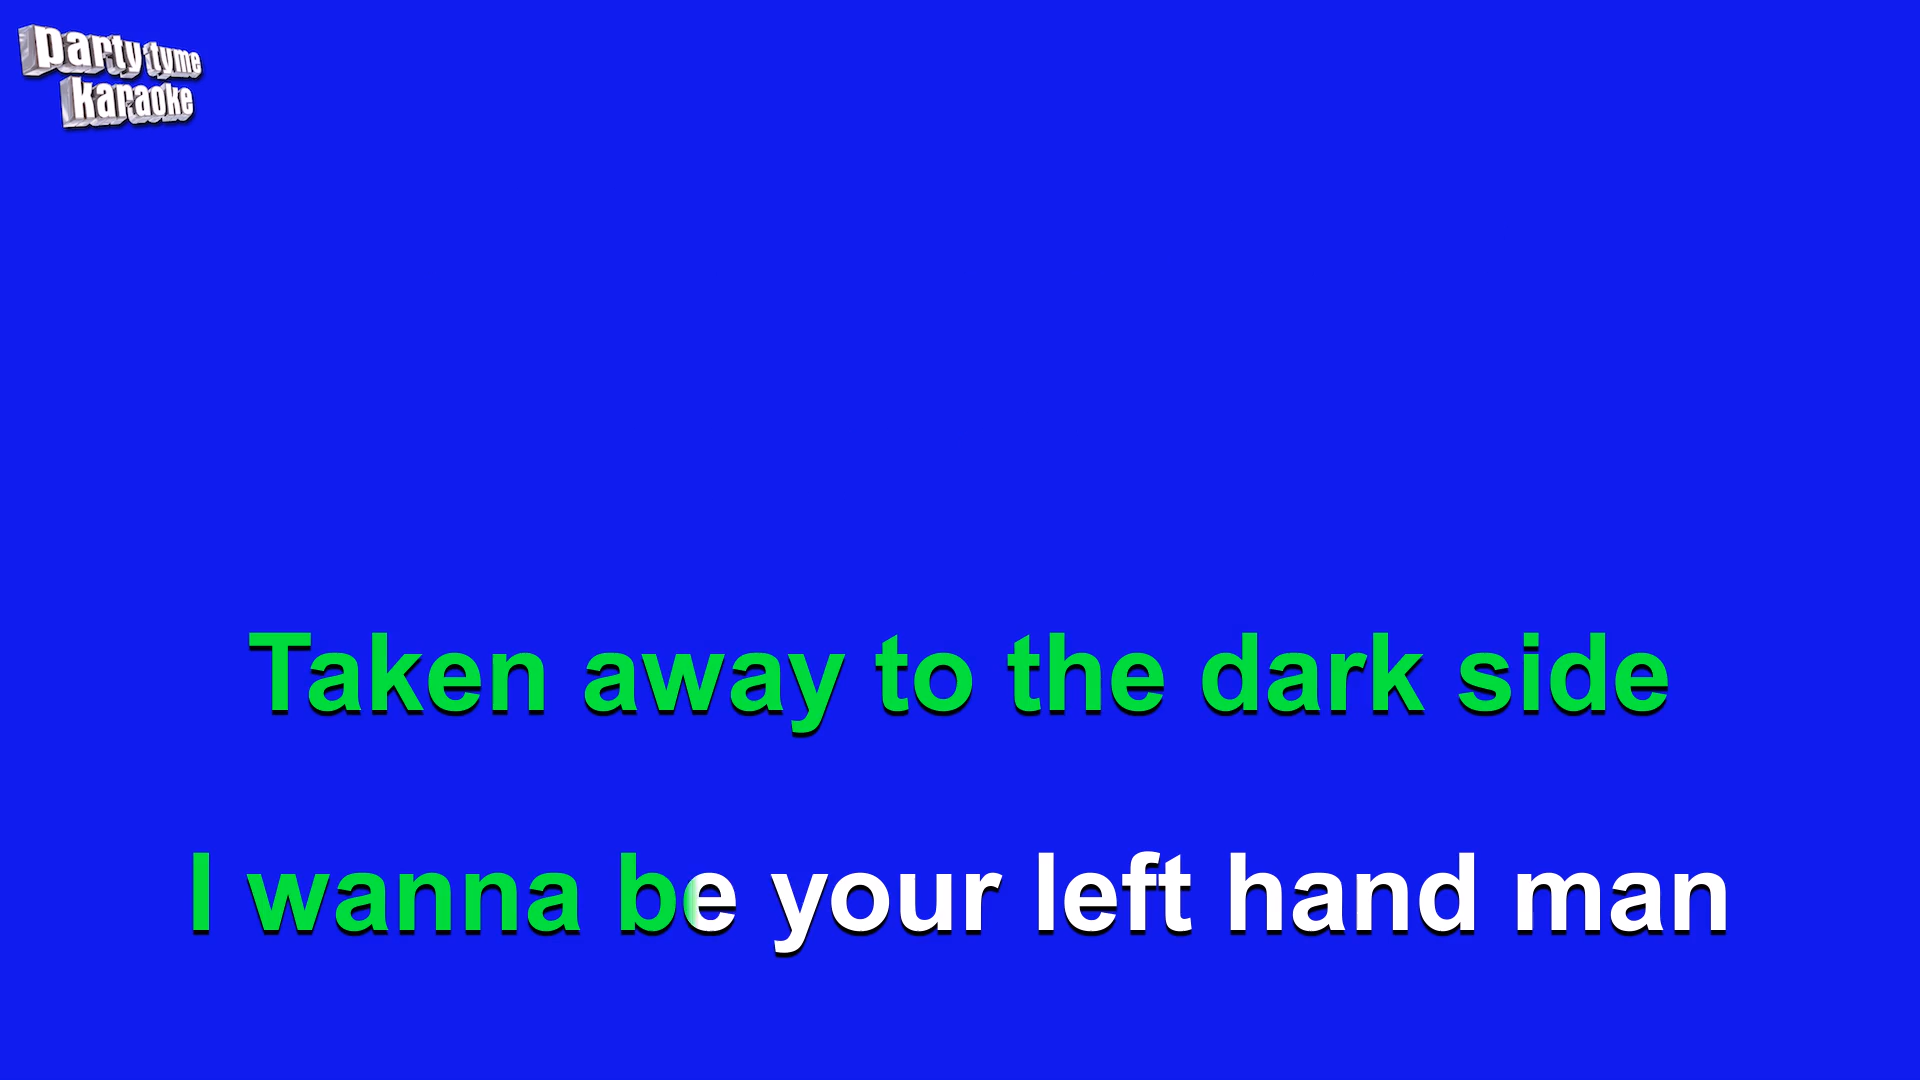 party tyme
karaoke
Taken away to the dark side
I wanna be your left hand man